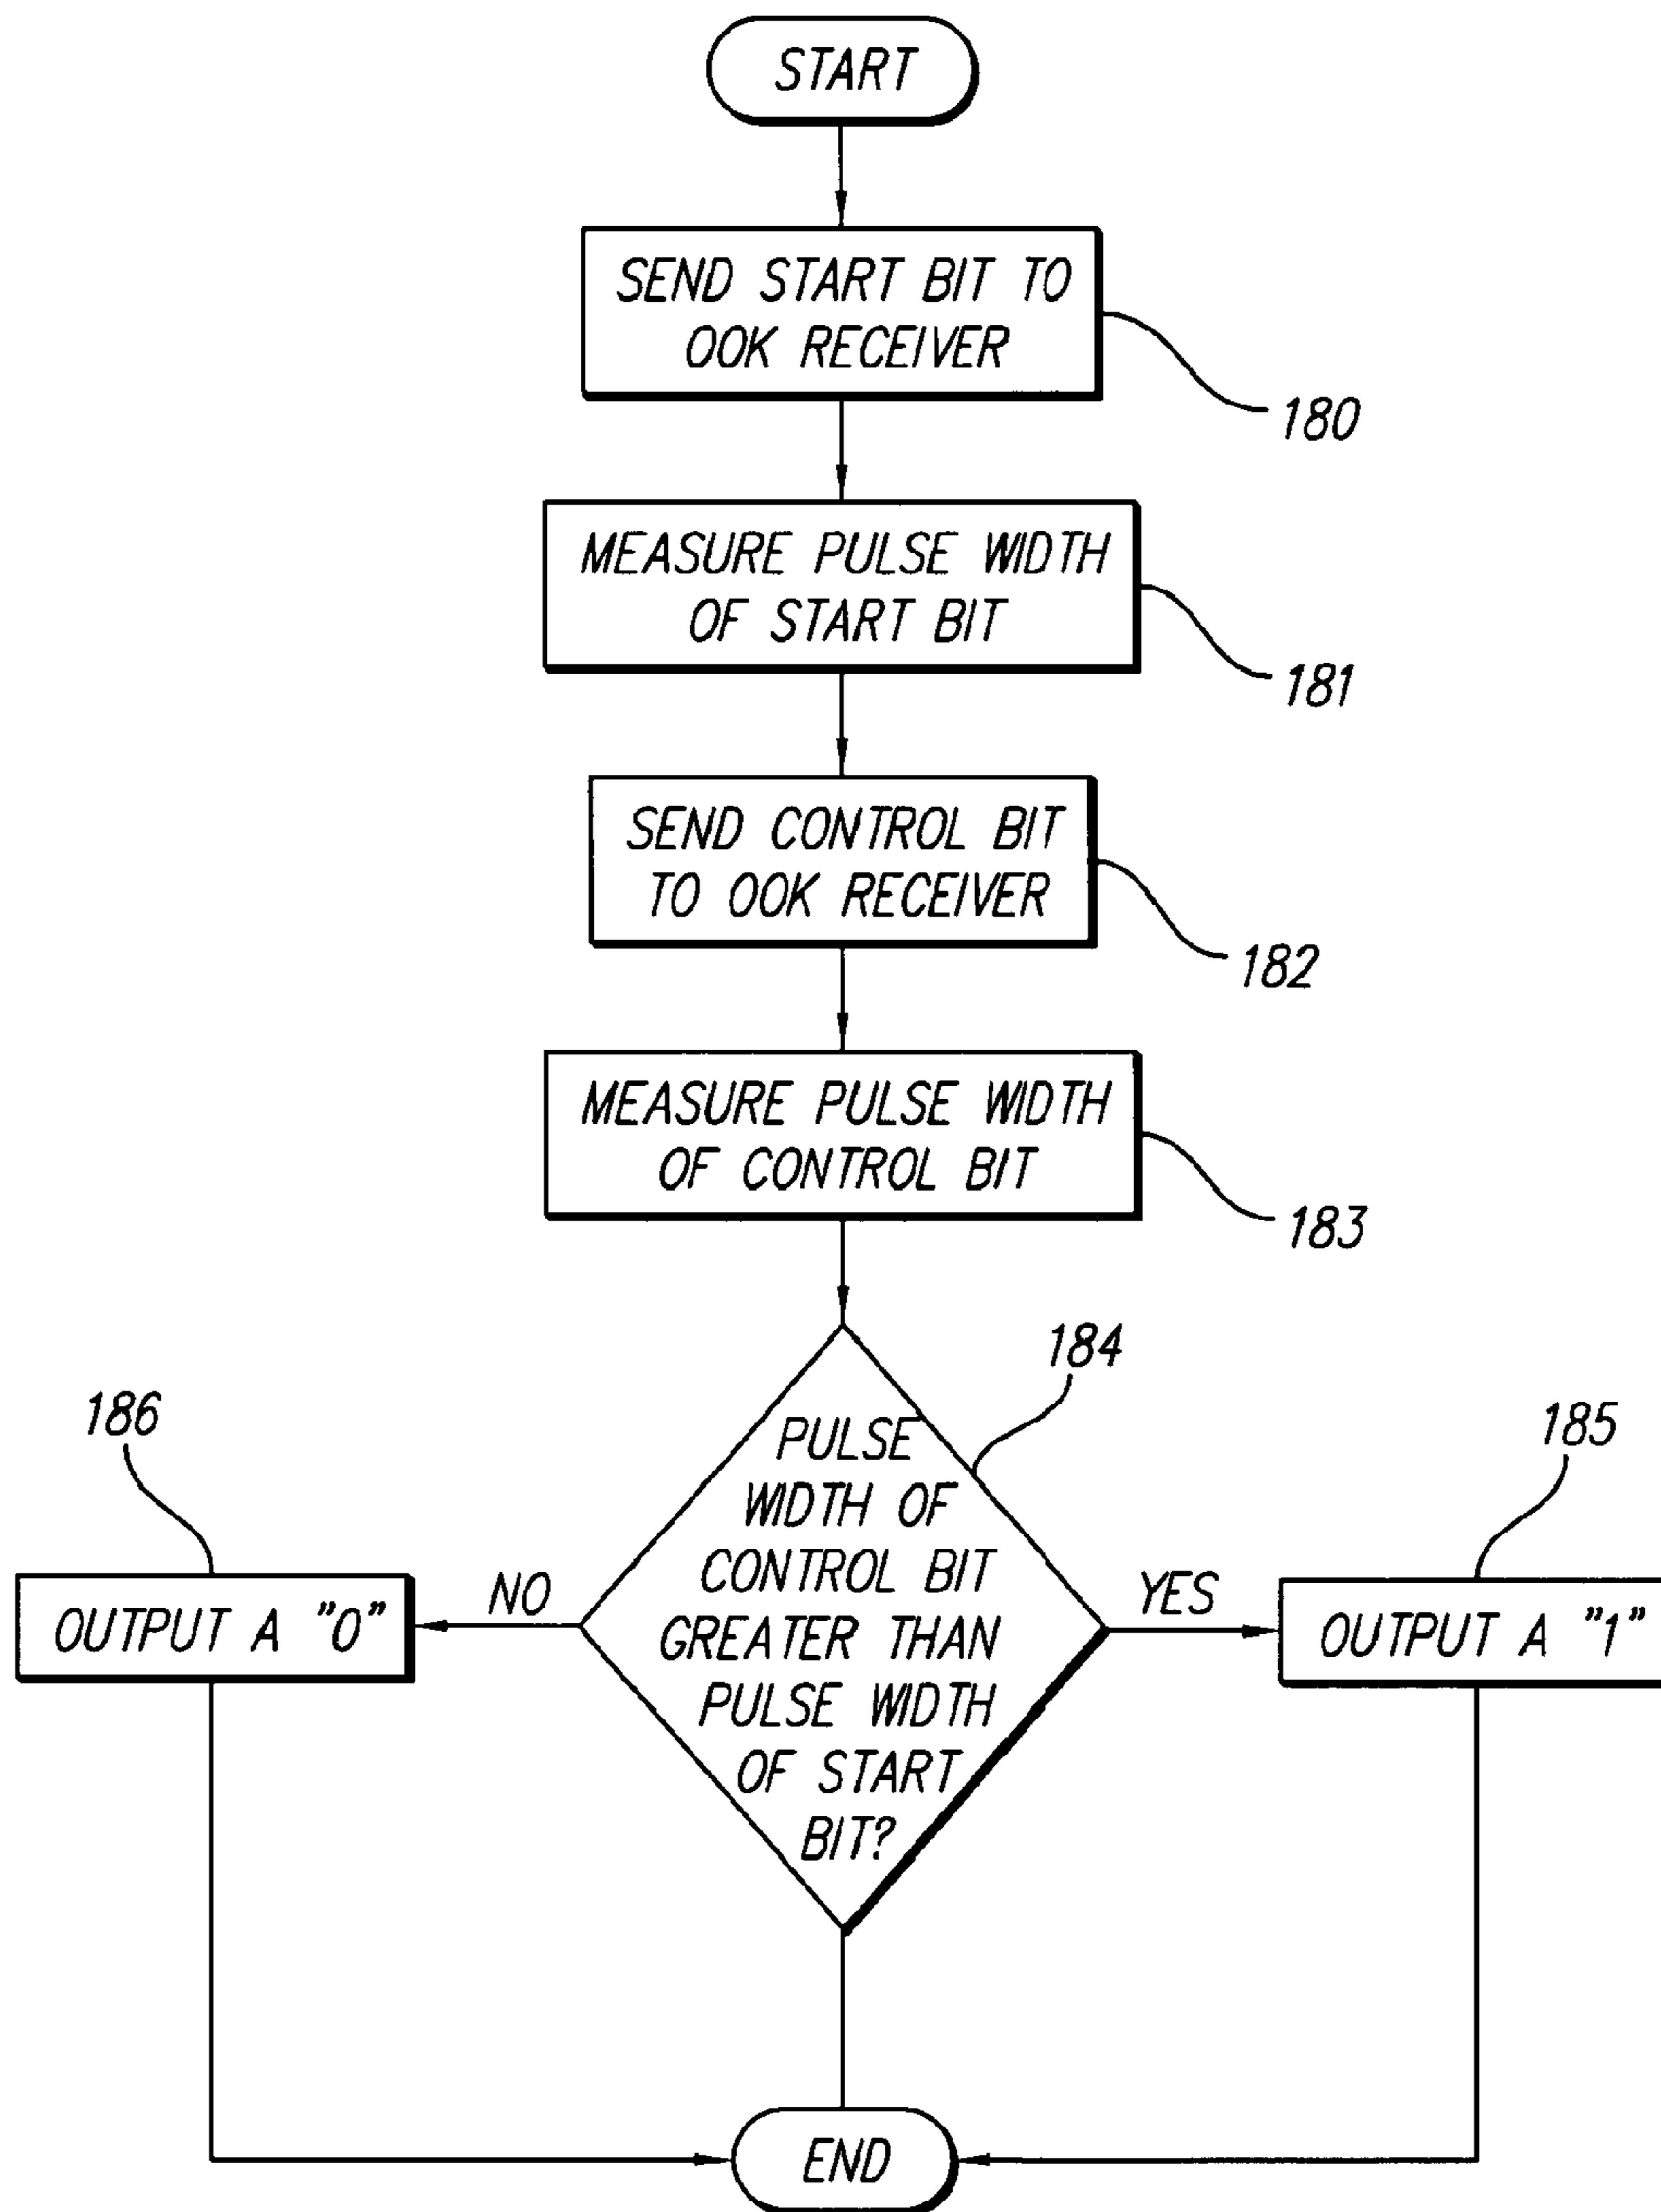 START
SEND START BIT TO
OOK RECEIVER
180
MEASURE PULSE WIDTH
OF START BIT
181
SEND CONTROL BIT
TO OOK RECEIVER
182
MEASURE PULSE WIDTH
OF CONTROL BIT
183
184
PULSE
WIDTH OF
CONTROL BIT
GREATER THAN
PULSE WIDTH
OF START
BIT?
186
NO
OUTPUT A "0"
185
YES
OUTPUT A "1"
END